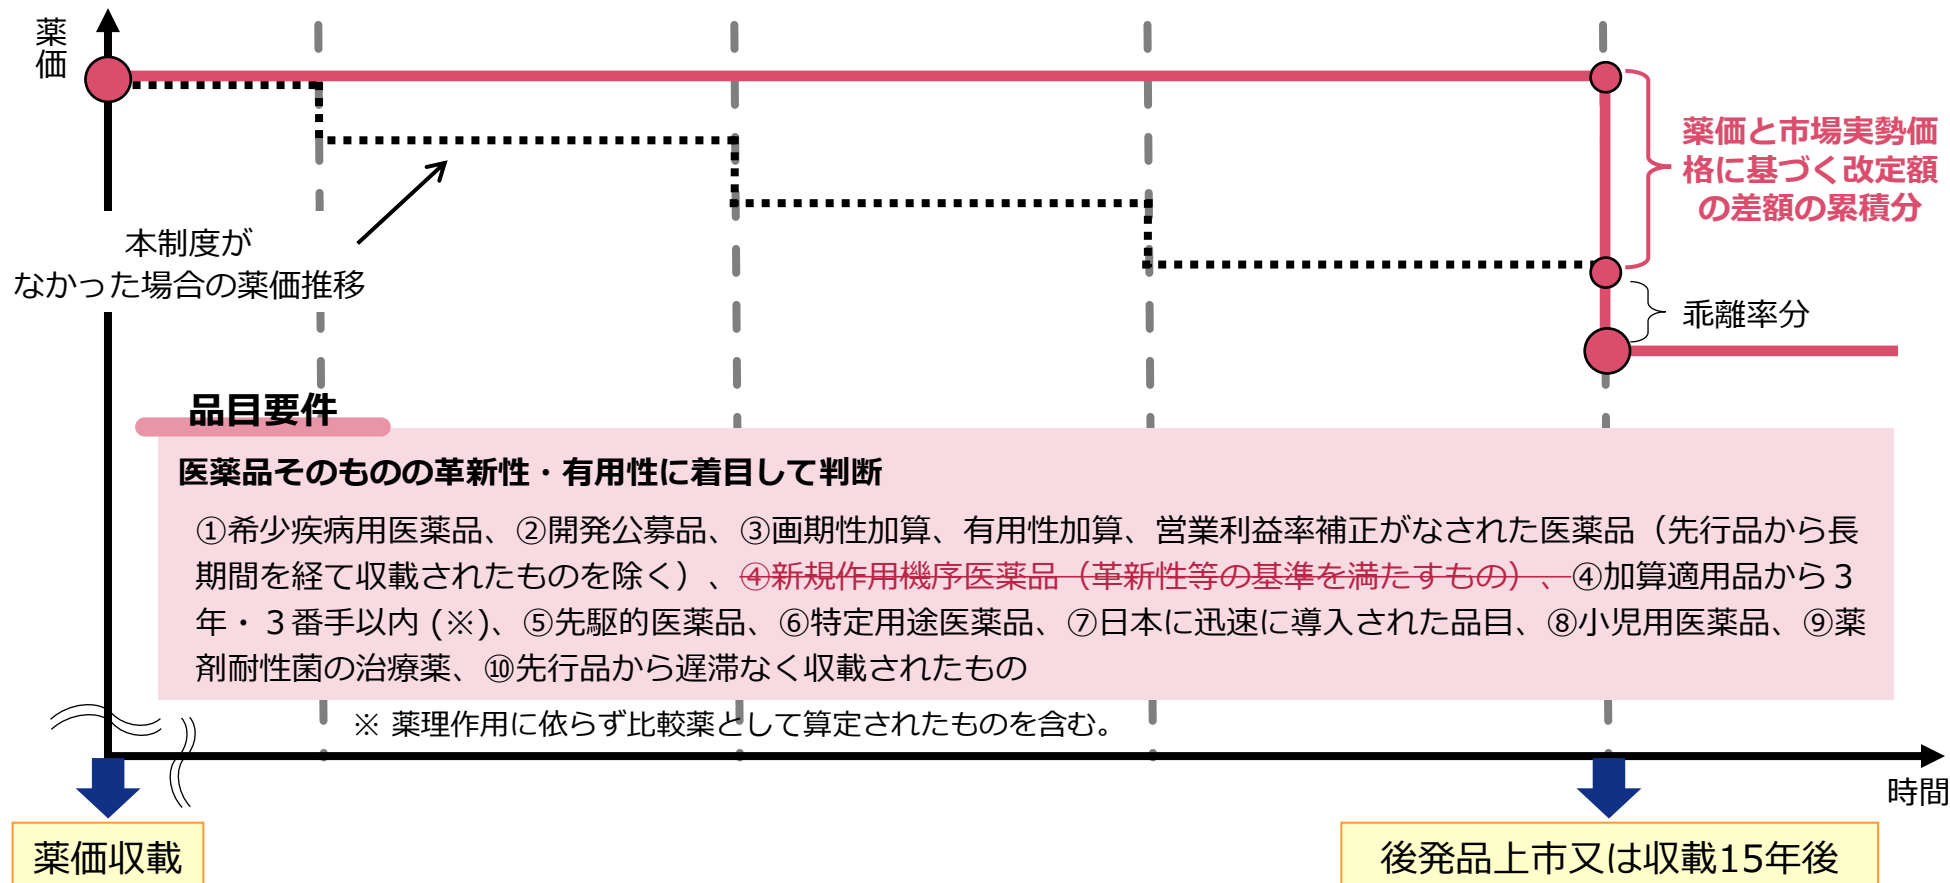 薬価
薬価と市場実勢価
格に基づく改定額
の差額の累積分
本制度が
なかった場合の薬価推移
乖離率分
品目要件
医薬品そのものの革新性・有用性に着目して判断
①希少疾病用医薬品、②開発公募品、③画期性加算、有用性加算、営業利益率補正がなされた医薬品（先行品から長
期間を経て収載されたものを除く）、④新規作用機序医薬品（革新性等の基準を満たすもの）、④加算適用品から３
年・３番手以内 (※)、⑤先駆的医薬品、⑥特定用途医薬品、⑦日本に迅速に導入された品目、⑧小児用医薬品、⑨薬
剤耐性菌の治療薬、⑩先行品から遅滞なく収載されたもの
※ 薬理作用に依らず比較薬として算定されたものを含む。
時間
薬価収載
後発品上市又は収載15年後